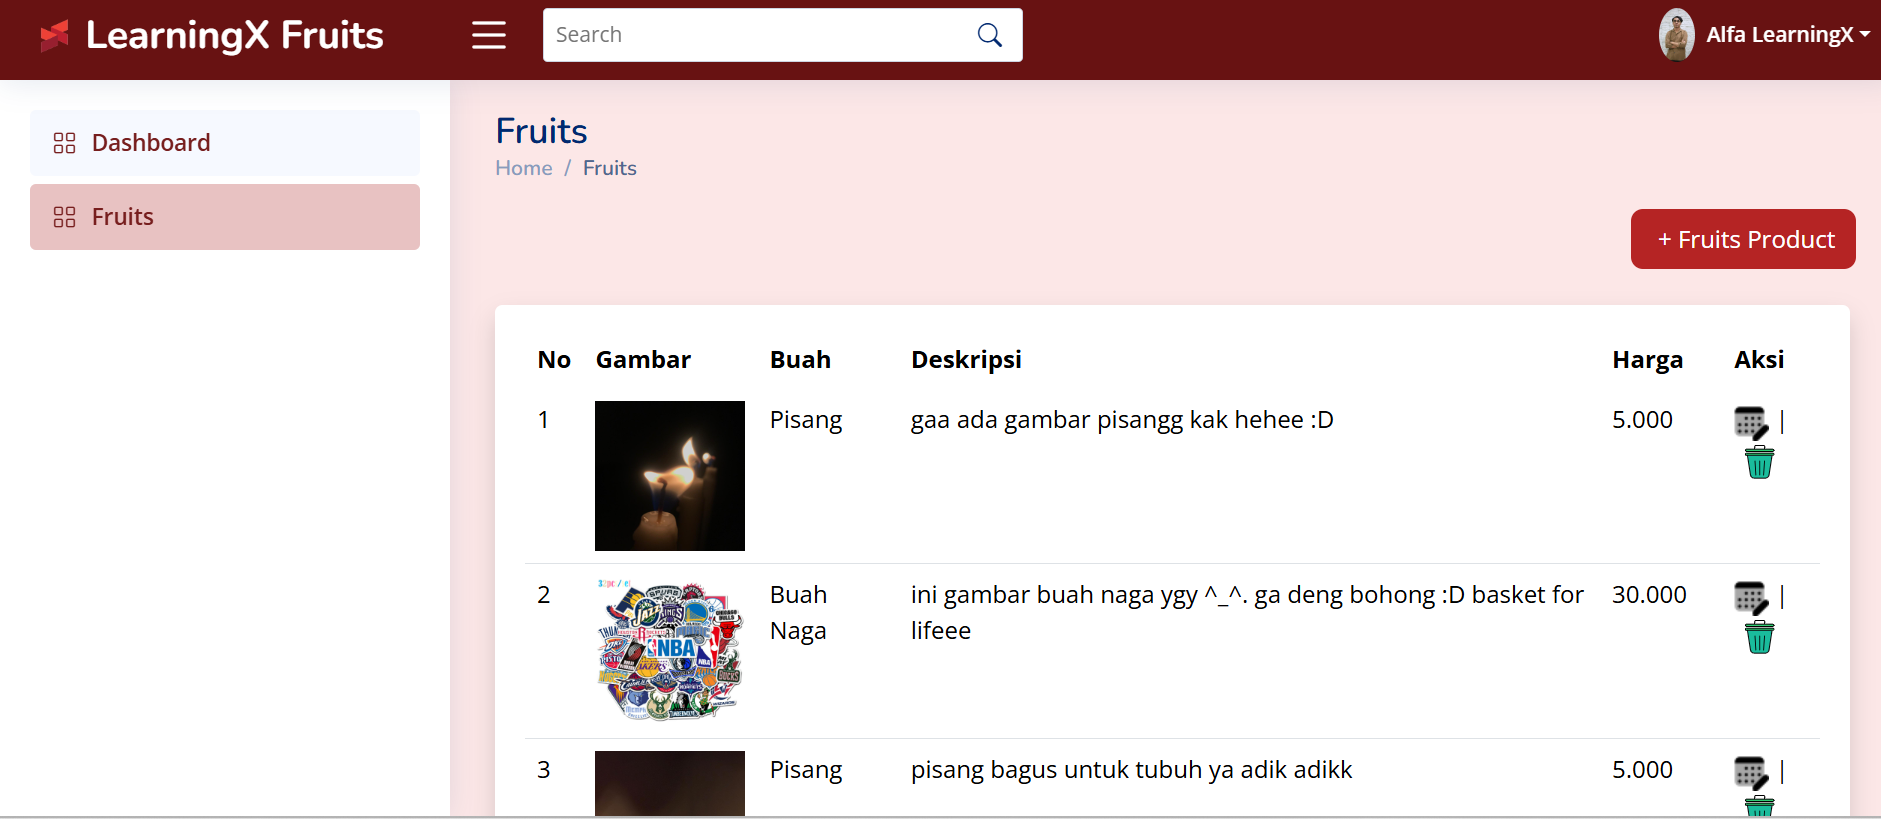 LearningX Fruits
Search
Alfa LearningX
Dashboard
Fruits
Fruits
Home / Fruits
+ Fruits Product
No Gambar Buah Deskripsi Harga Aksi
1 Pisang gaa ada gambar pisangg kak hehee :D 5.000 |
2 Buah Naga ini gambar buah naga ygy ^_^. ga deng bohong :D basket for 30.000 |
lifeee
NBA
3 Pisang pisang bagus untuk tubuh ya adik adikk 5.000 |